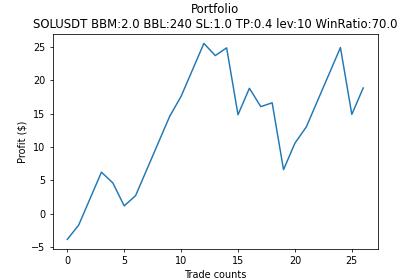 Portfolio
SOLUSDT BBM:2.0 BBL:240 SL:1.0 TP:0.4 lev:10 WinRatio:70.0
25
20
15
10
5
0
−5
Profit ($)
0 5 10 15 20 25
Trade counts